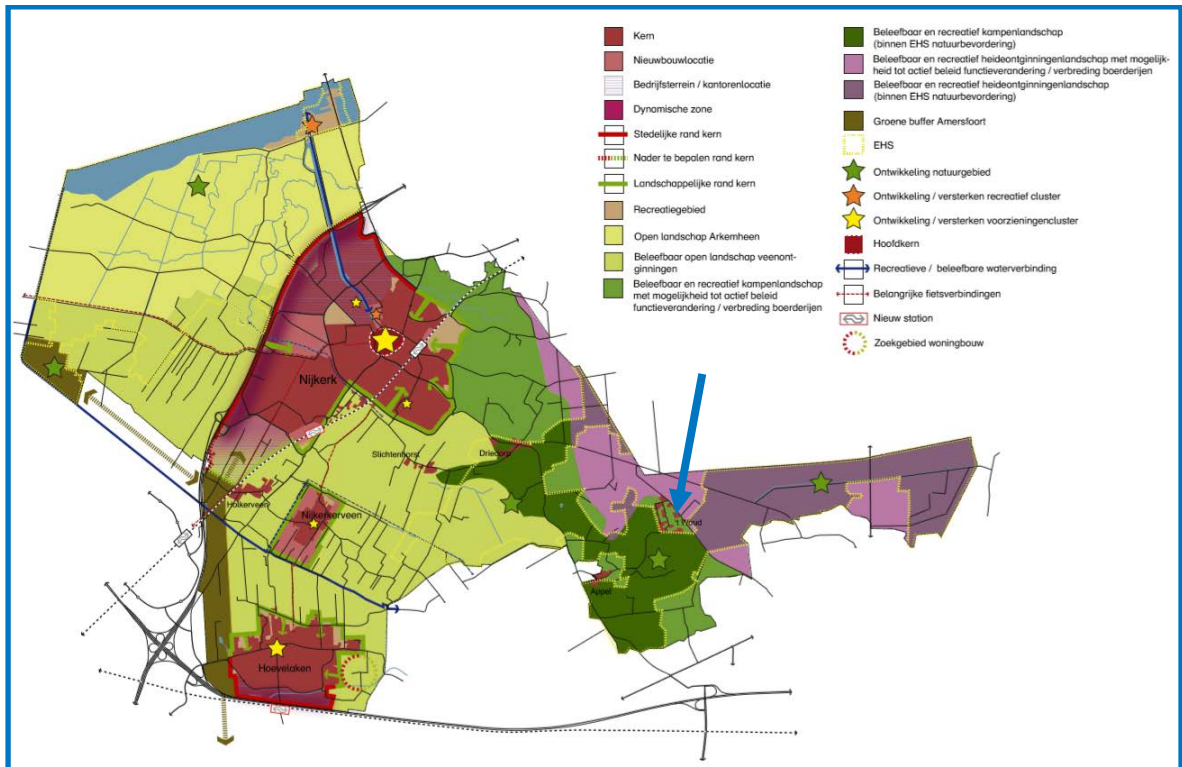 Kern
Nieuwbouwlocatie
Bedrijfsterrein / kantorenlocatie
Dynamische zone
Stedelijke rand kern
Nader te bepalen rand kern
Landschappelijke rand kern
Recreatiegebied
Open landschap Arkemheen
Beleefbaar open landschap veenont-
ginningen
Beleefbaar en recreatief kampenlandschap
met mogelijkheid tot actief beleid
functieverandering / verbreding boerderijen
Beleefbaar en recreatief kampenlandschap
(binnen EHS natuurbevordering)
Beleefbaar en recreatief heideontginningenlandschap met mogelijk-
heid tot actief beleid functieverandering / verbreding boerderijen
Beleefbaar en recreatief heideontginningenlandschap
(binnen EHS natuurbevordering)
Groene buffer Amersfoort
EHS
Ontwikkeling natuurgebied
Ontwikkeling / versterken recreatief cluster
Ontwikkeling / versterken voorzieningencluster
Hoofdkern
Recreatieve / beleefbare waterverbinding
Belangrijke fietsverbindingen
Nieuw station
Zoekgebied woningbouw
Nijkerk
Slichtenhorst
Driedorp
Holkerveen
Nijkerkerveen
't Woud
Appel
Hoevelaken